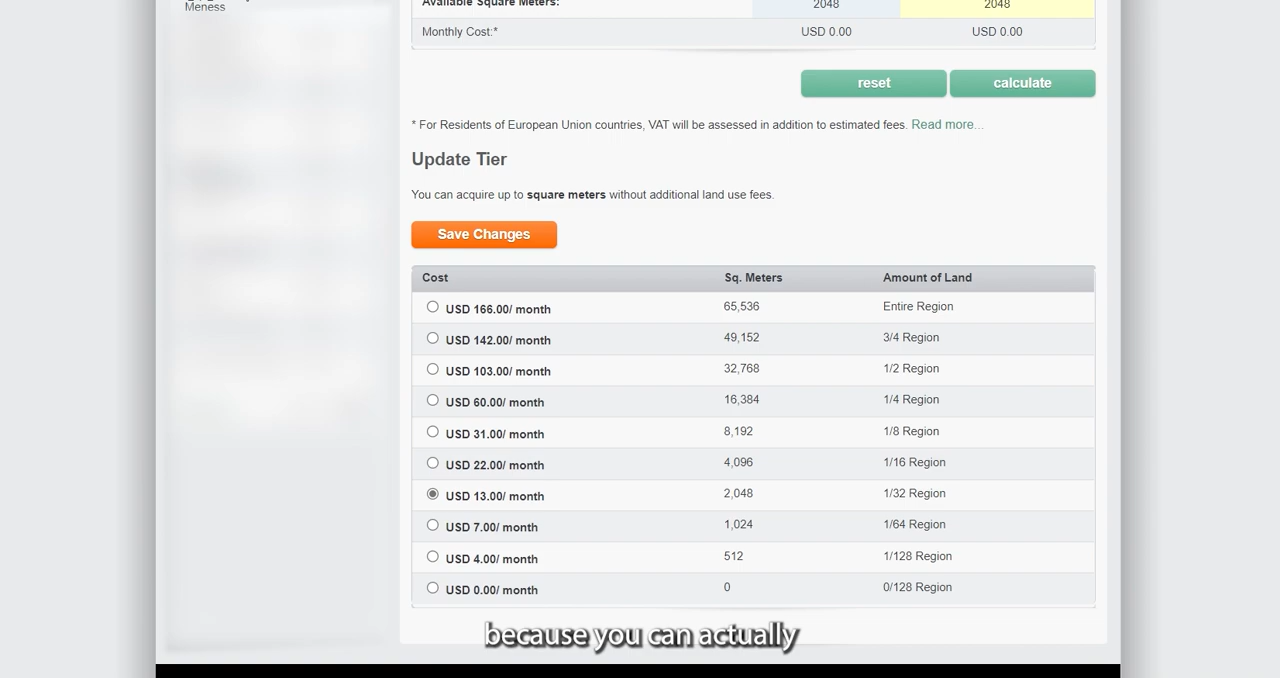 Meness
Available Square Meters: 2048 2048
Monthly Cost:* USD 0.00 USD 0.00
reset calculate
* For Residents of European Union countries, VAT will be assessed in addition to estimated fees. Read more...
Update Tier
You can acquire up to square meters without additional land use fees.
Save Changes
Cost Sq. Meters Amount of Land
USD 166.00/ month 65,536 Entire Region
USD 142.00/ month 49,152 3/4 Region
USD 103.00/ month 32,768 1/2 Region
USD 60.00/ month 16,384 1/4 Region
USD 31.00/ month 8,192 1/8 Region
USD 22.00/ month 4,096 1/16 Region
USD 13.00/ month 2,048 1/32 Region
USD 7.00/ month 1,024 1/64 Region
USD 4.00/ month 512 1/128 Region
USD 0.00/ month 0 0/128 Region
because you can actually